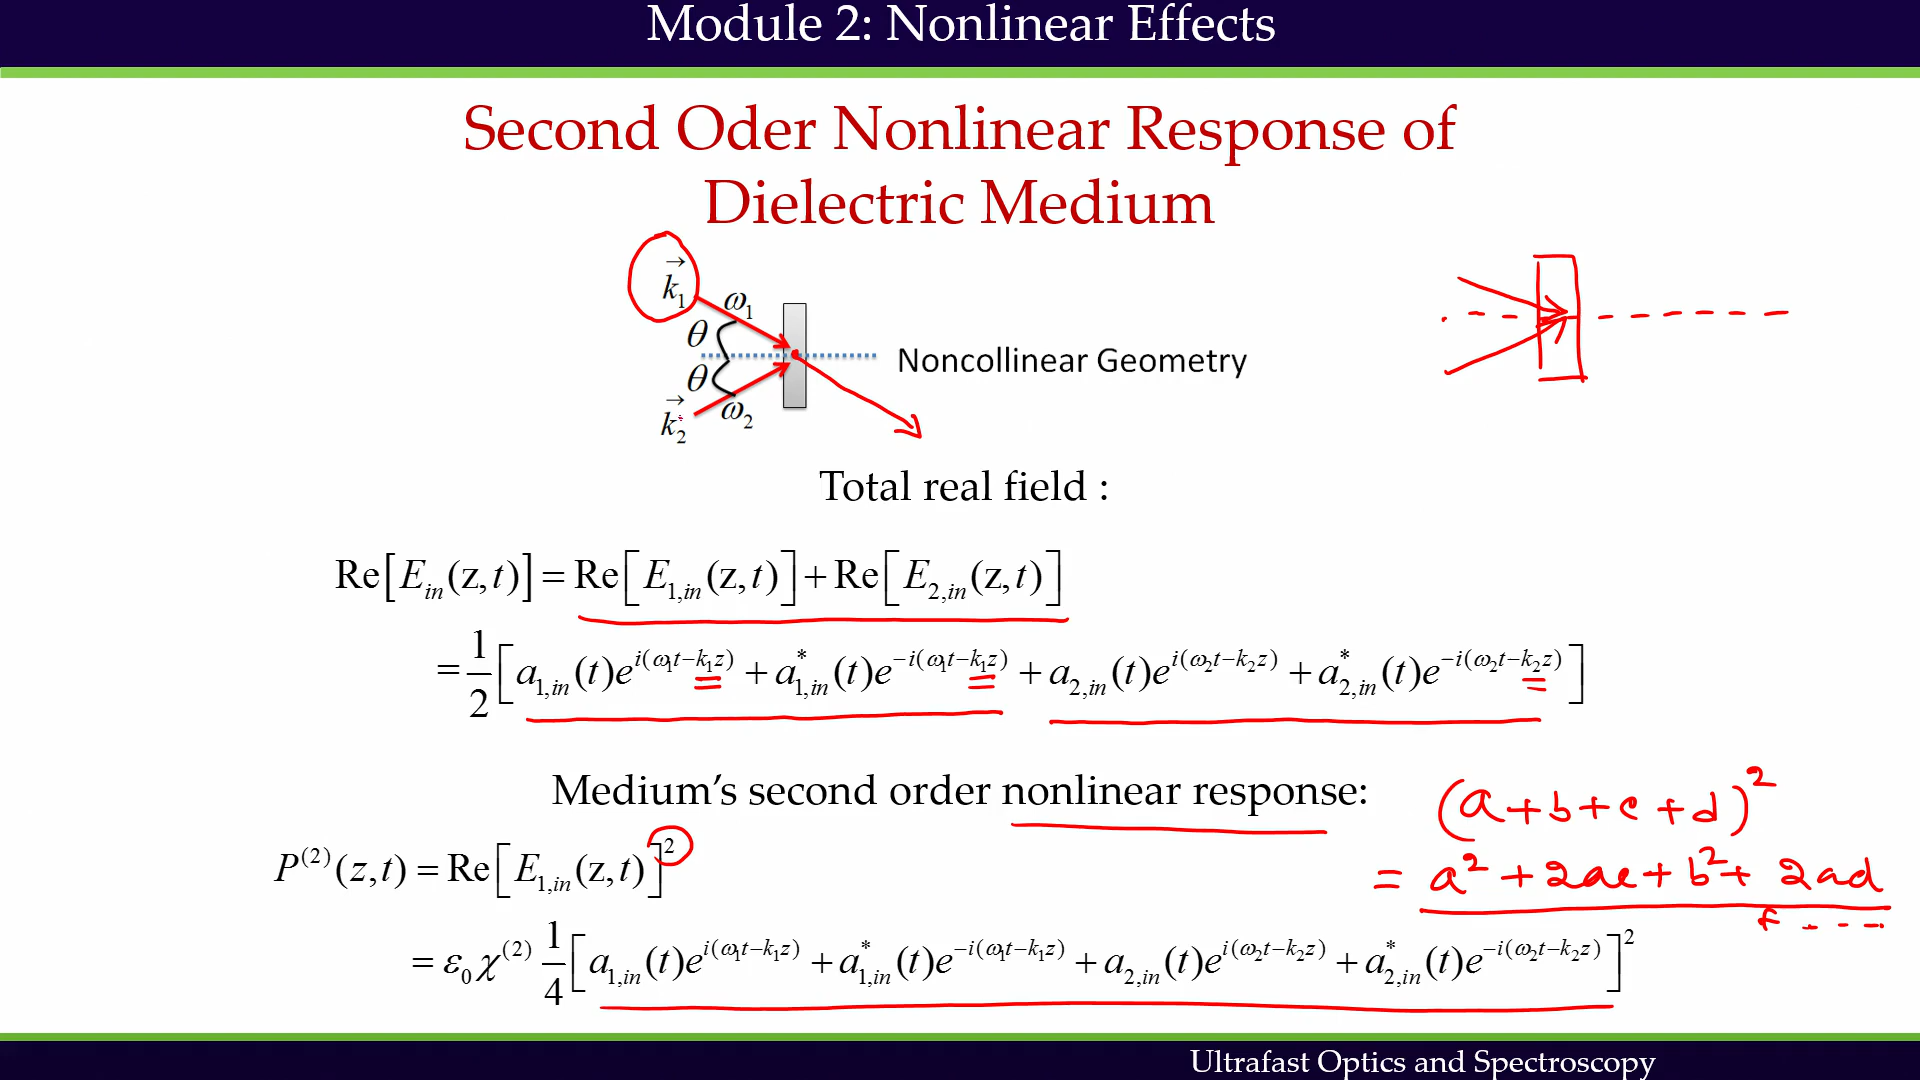 Module 2: Nonlinear Effects
Second Oder Nonlinear Response of
Dielectric Medium
k⃗₁
ω₁
θ
Noncollinear Geometry
θ
ω₂
k⃗₂
Total real field :
Re[E_in(z,t)] = Re[E_1,in(z,t)] + Re[E_2,in(z,t)]
= 1/2 [a_1,in(t)e^{i(ω₁t−k₁z)} + a*_1,in(t)e^{−i(ω₁t−k₁z)} + a_2,in(t)e^{i(ω₂t−k₂z)} + a*_2,in(t)e^{−i(ω₂t−k₂z)}]
Medium's second order nonlinear response:
(a+b+c+d)²
= a² + 2ac + b² + 2ad
+ ....
P⁽²⁾(z,t) = Re[E_1,in(z,t)]²
= ε₀χ⁽²⁾ 1/4 [a_1,in(t)e^{i(ω₁t−k₁z)} + a*_1,in(t)e^{−i(ω₁t−k₁z)} + a_2,in(t)e^{i(ω₂t−k₂z)} + a*_2,in(t)e^{−i(ω₂t−k₂z)}]²
Ultrafast Optics and Spectroscopy